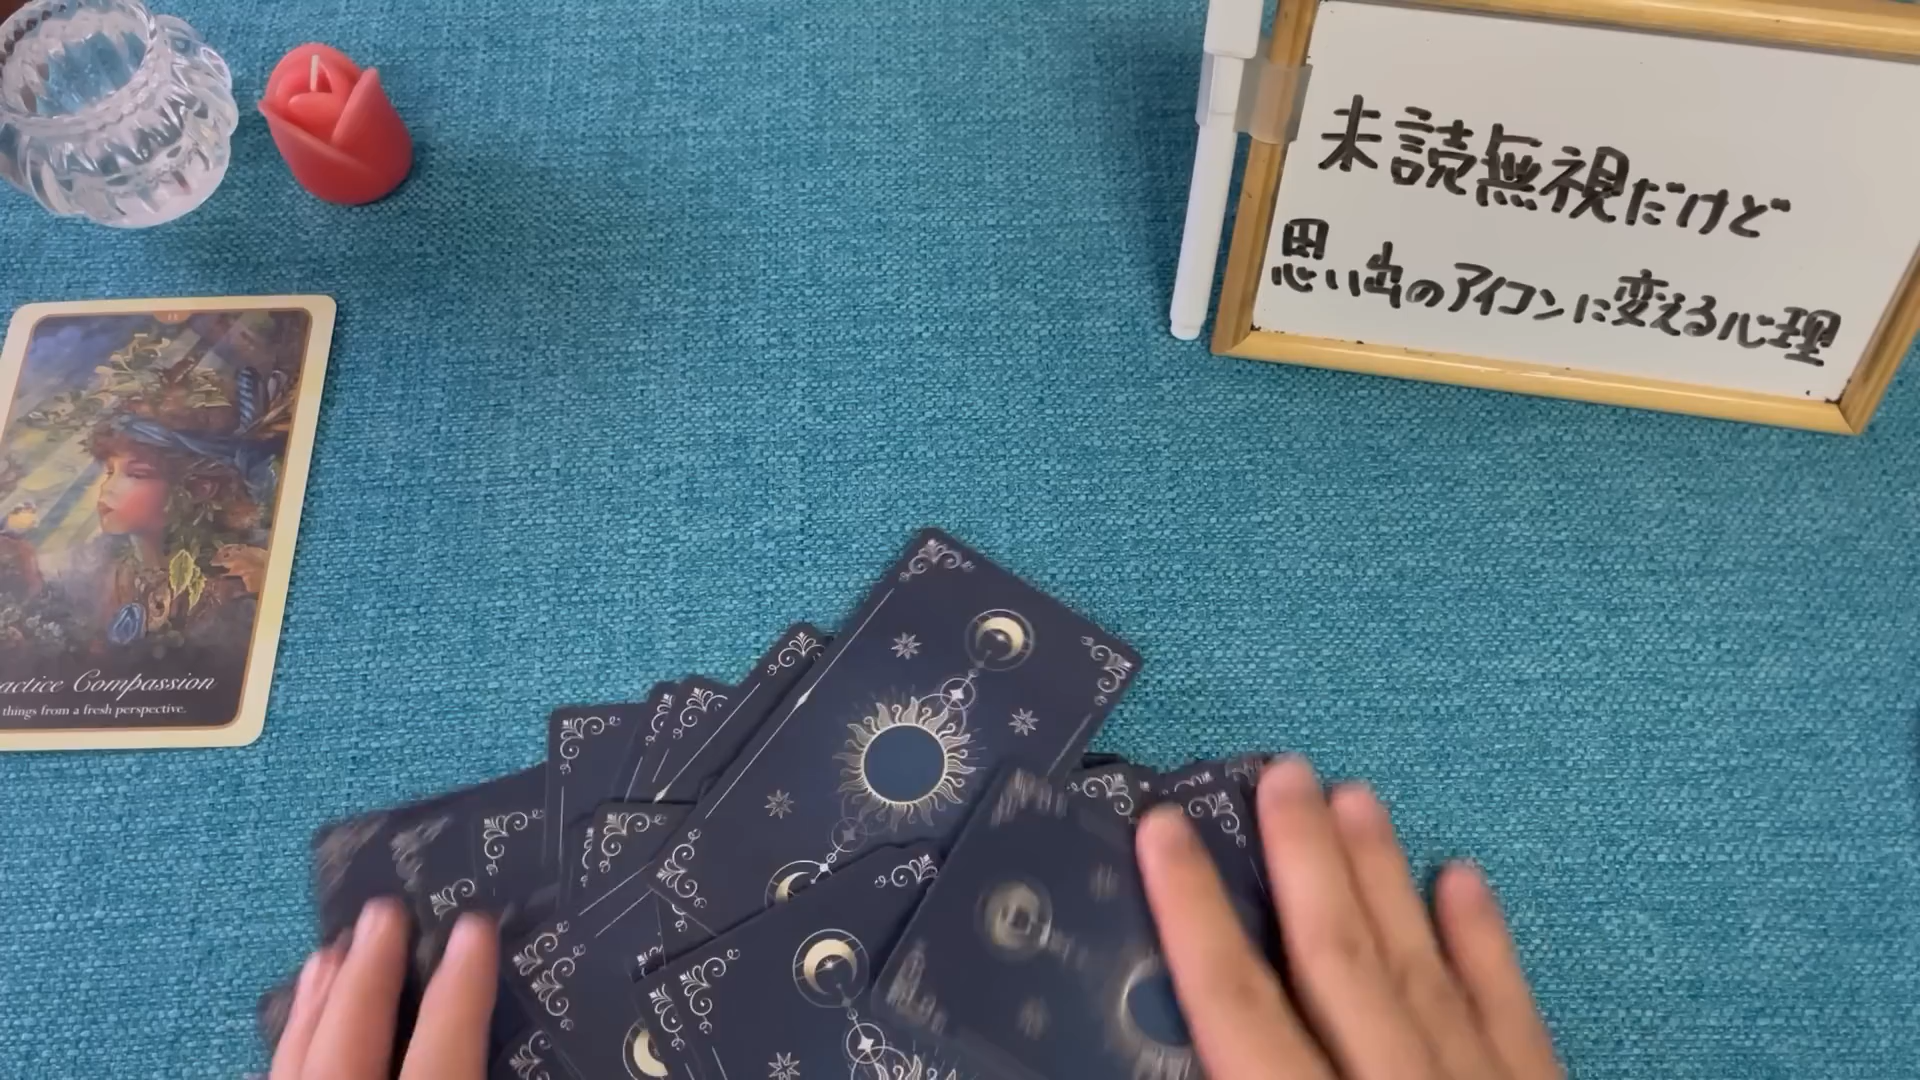 未読無視だけど
思い出のアイコンに変える心理
actice Compassion
things from a fresh perspective.